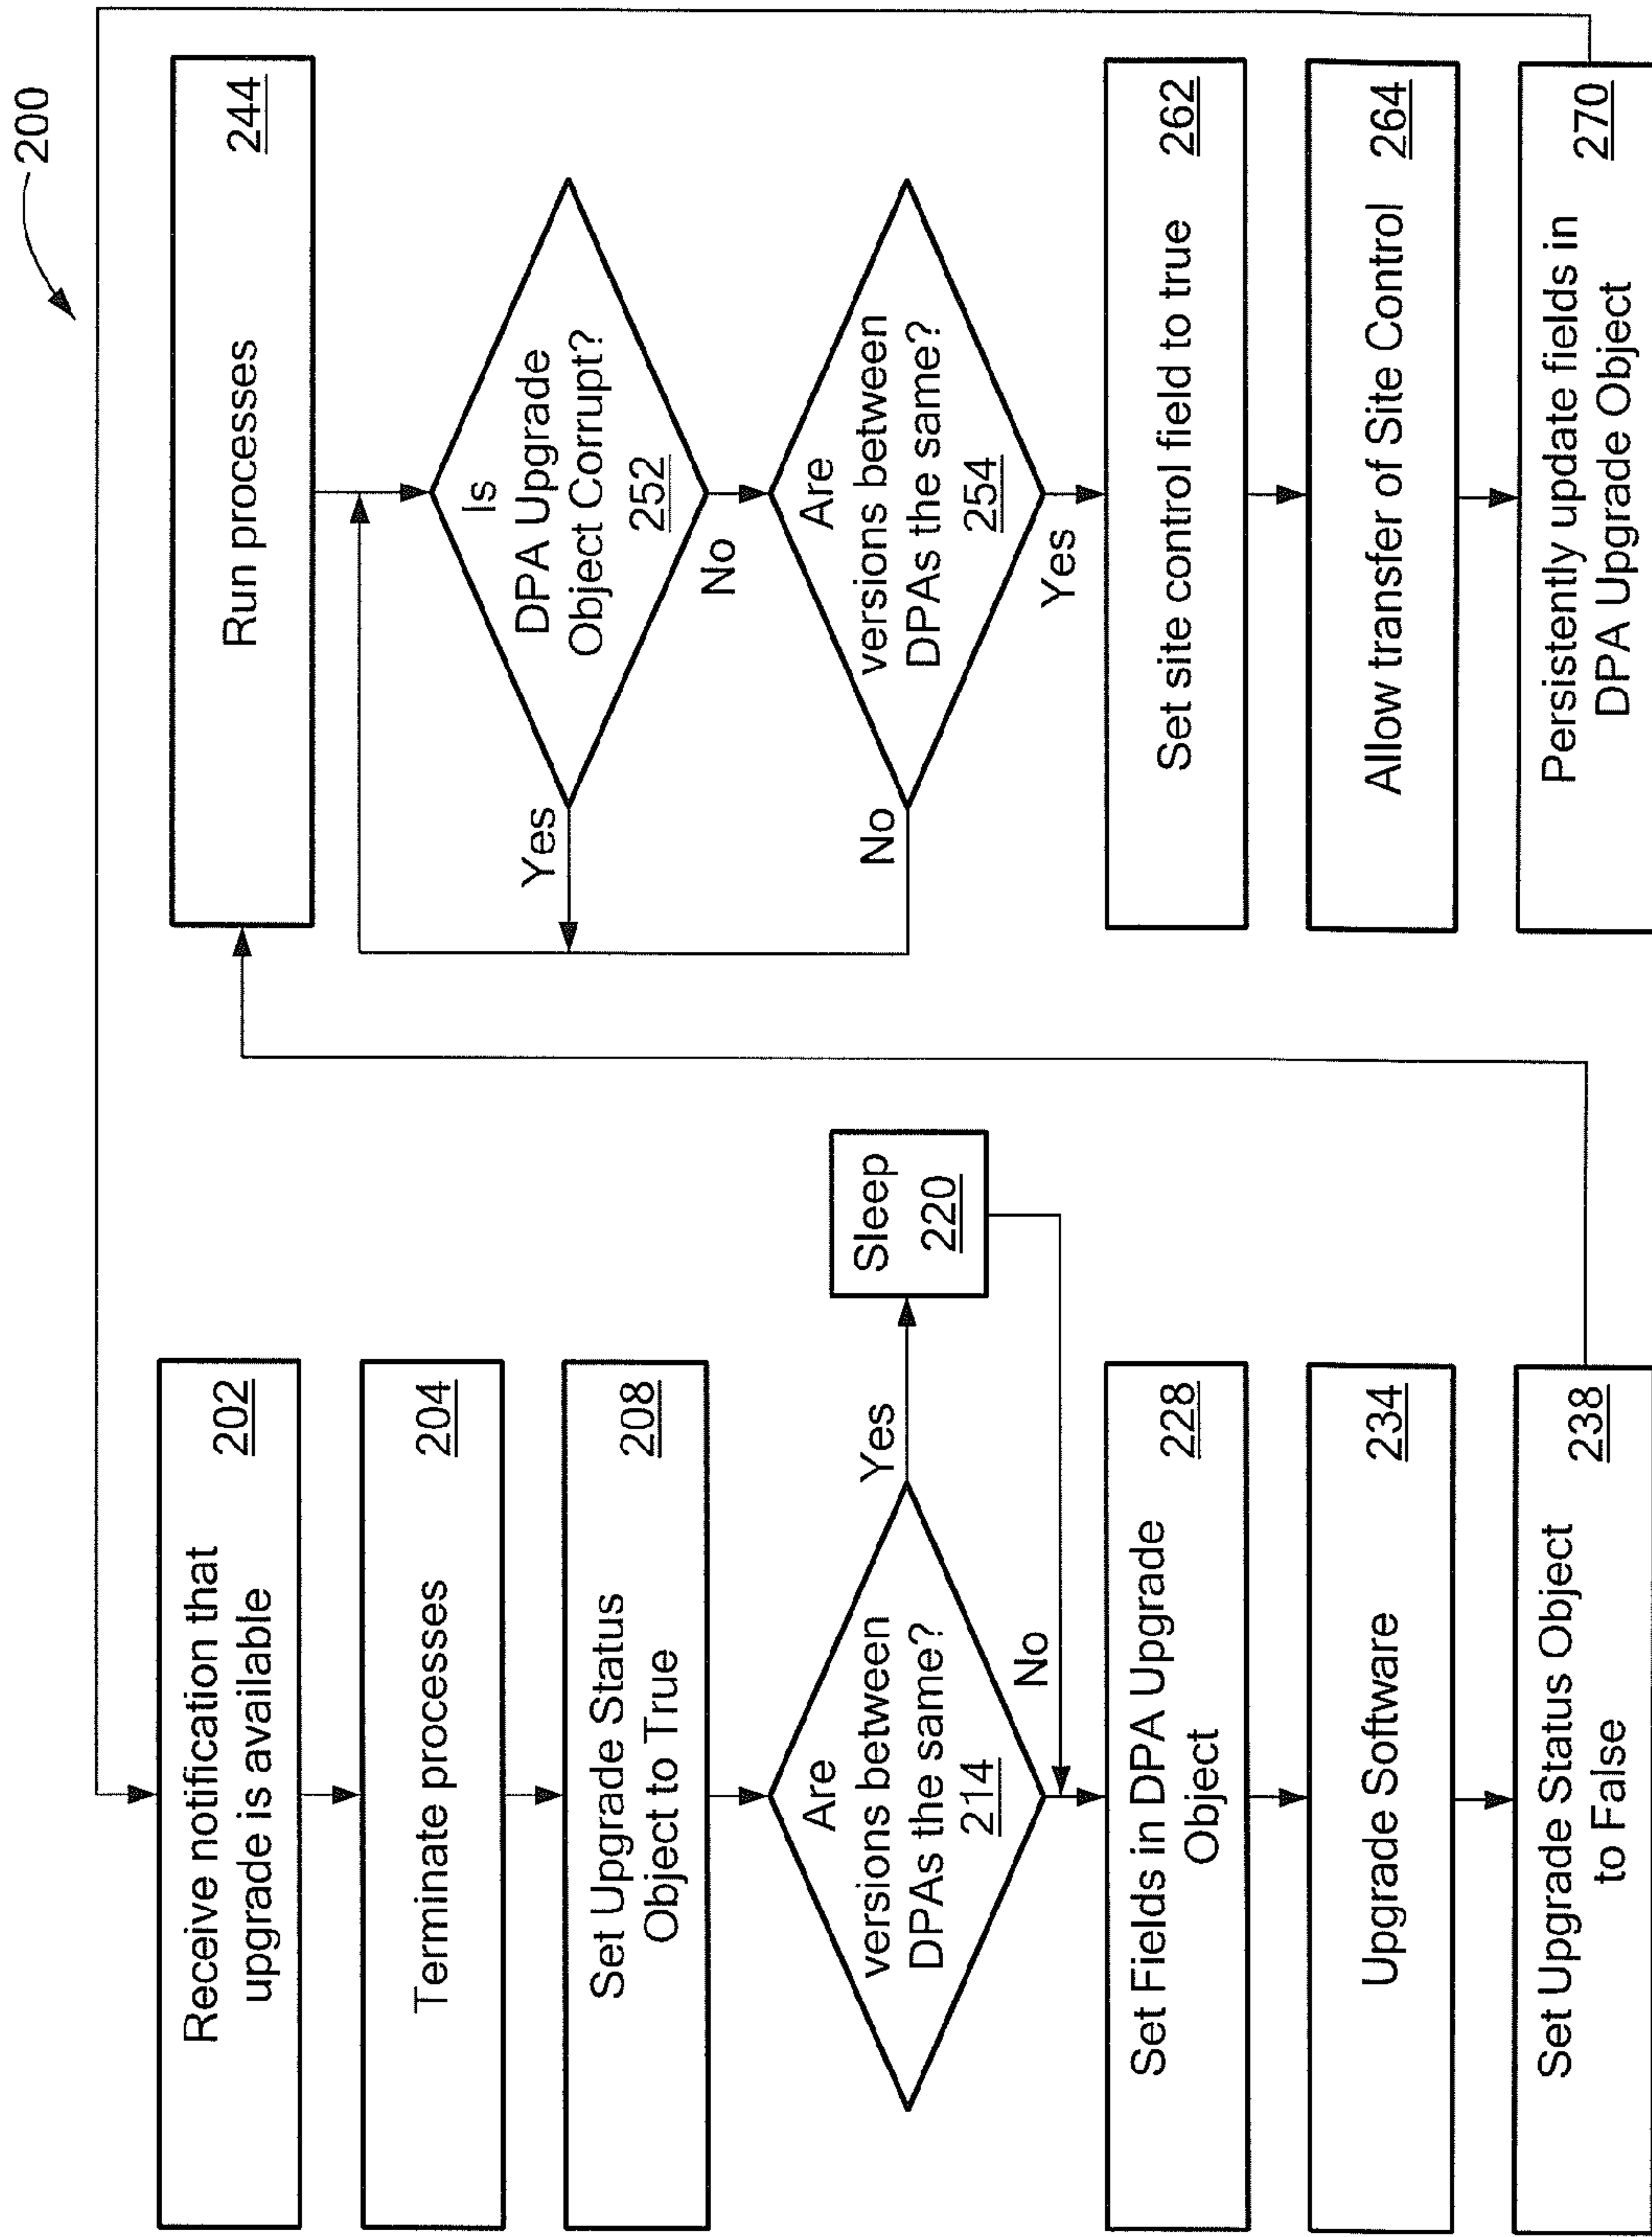 200
Receive notification that
upgrade is available
202
Terminate processes
204
Set Upgrade Status
Object to True
208
Are
versions between
DPAs the same?
214
Yes
No
Sleep
220
Set Fields in DPA Upgrade
Object
228
Upgrade Software
234
Set Upgrade Status Object
to False
238
Run processes
244
Is
DPA Upgrade
Object Corrupt?
252
Yes
No
Are
versions between
DPAs the same?
254
No
Yes
Set site control field to true
262
Allow transfer of Site Control
264
Persistently update fields in
DPA Upgrade Object
270